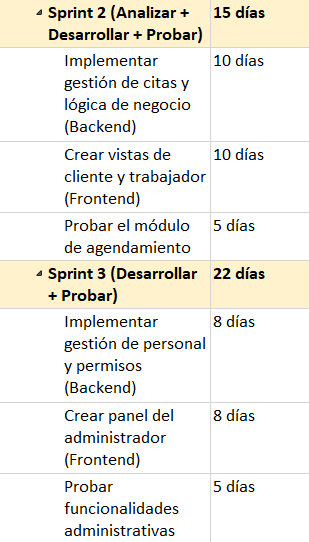 Sprint 2 (Analizar + 15 días
Desarrollar + Probar)
Implementar 10 días
gestión de citas y
lógica de negocio
(Backend)
Crear vistas de 10 días
cliente y trabajador
(Frontend)
Probar el módulo 5 días
de agendamiento
Sprint 3 (Desarrollar 22 días
+ Probar)
Implementar 8 días
gestión de personal
y permisos
(Backend)
Crear panel del 8 días
administrador
(Frontend)
Probar 5 días
funcionalidades
administrativas